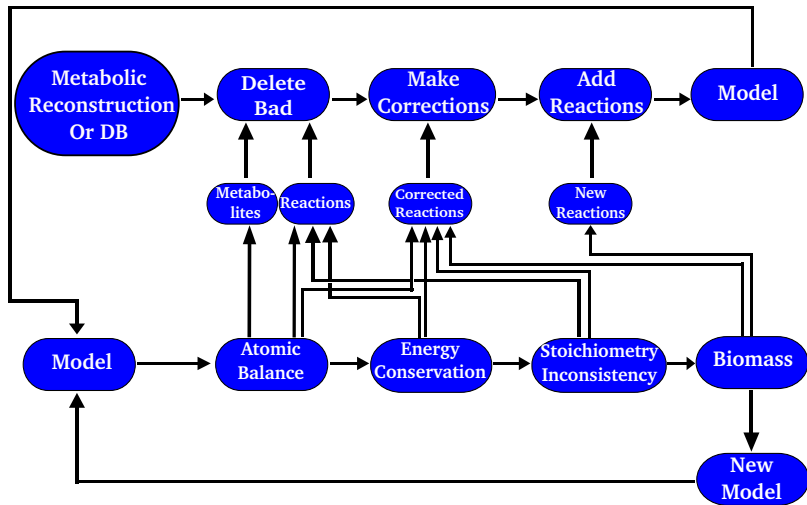 Metabolic
Reconstruction
Or DB
Delete
Bad
Make
Corrections
Add
Reactions
Model
Metabo-
lites
Reactions
Corrected
Reactions
New
Reactions
Model
Atomic
Balance
Energy
Conservation
Stoichiometry
Inconsistency
Biomass
New
Model